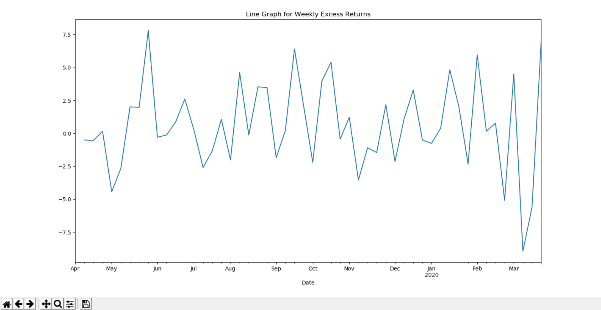 Line Graph for Weekly Excess Returns
7.5
5.0
2.5
0.0
−2.5
−5.0
−7.5
Apr May Jun Jul Aug Sep Oct Nov Dec Jan Feb Mar
2020
Date